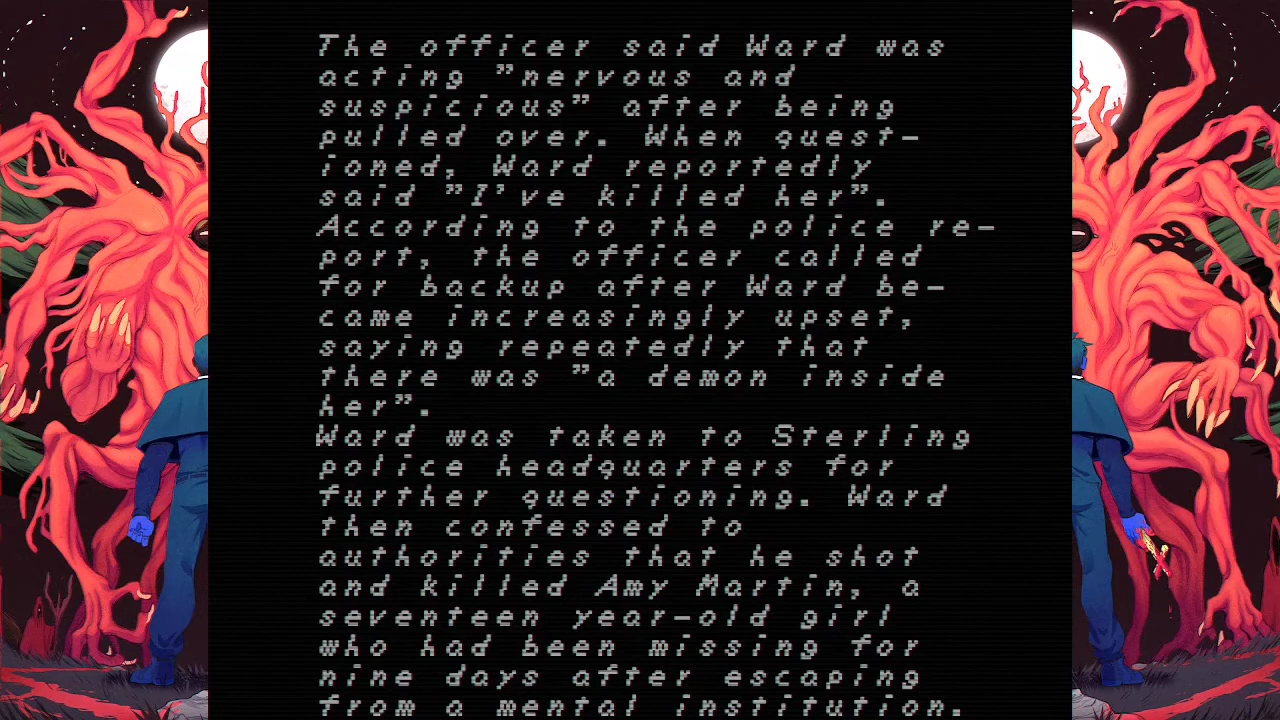 The officer said Ward was
acting "nervous and
suspicious" after being
pulled over. When quest-
ioned, Ward reportedly
said "I've killed her".
According to the police re-
port, the officer called
for backup after Ward be-
came increasingly upset,
saying repeatedly that
there was "a demon inside
her".
Ward was taken to Sterling
police headquarters for
further questioning. Ward
then confessed to
authorities that he shot
and killed Amy Martin, a
seventeen year-old girl
who had been missing for
nine days after escaping
from a mental institution.